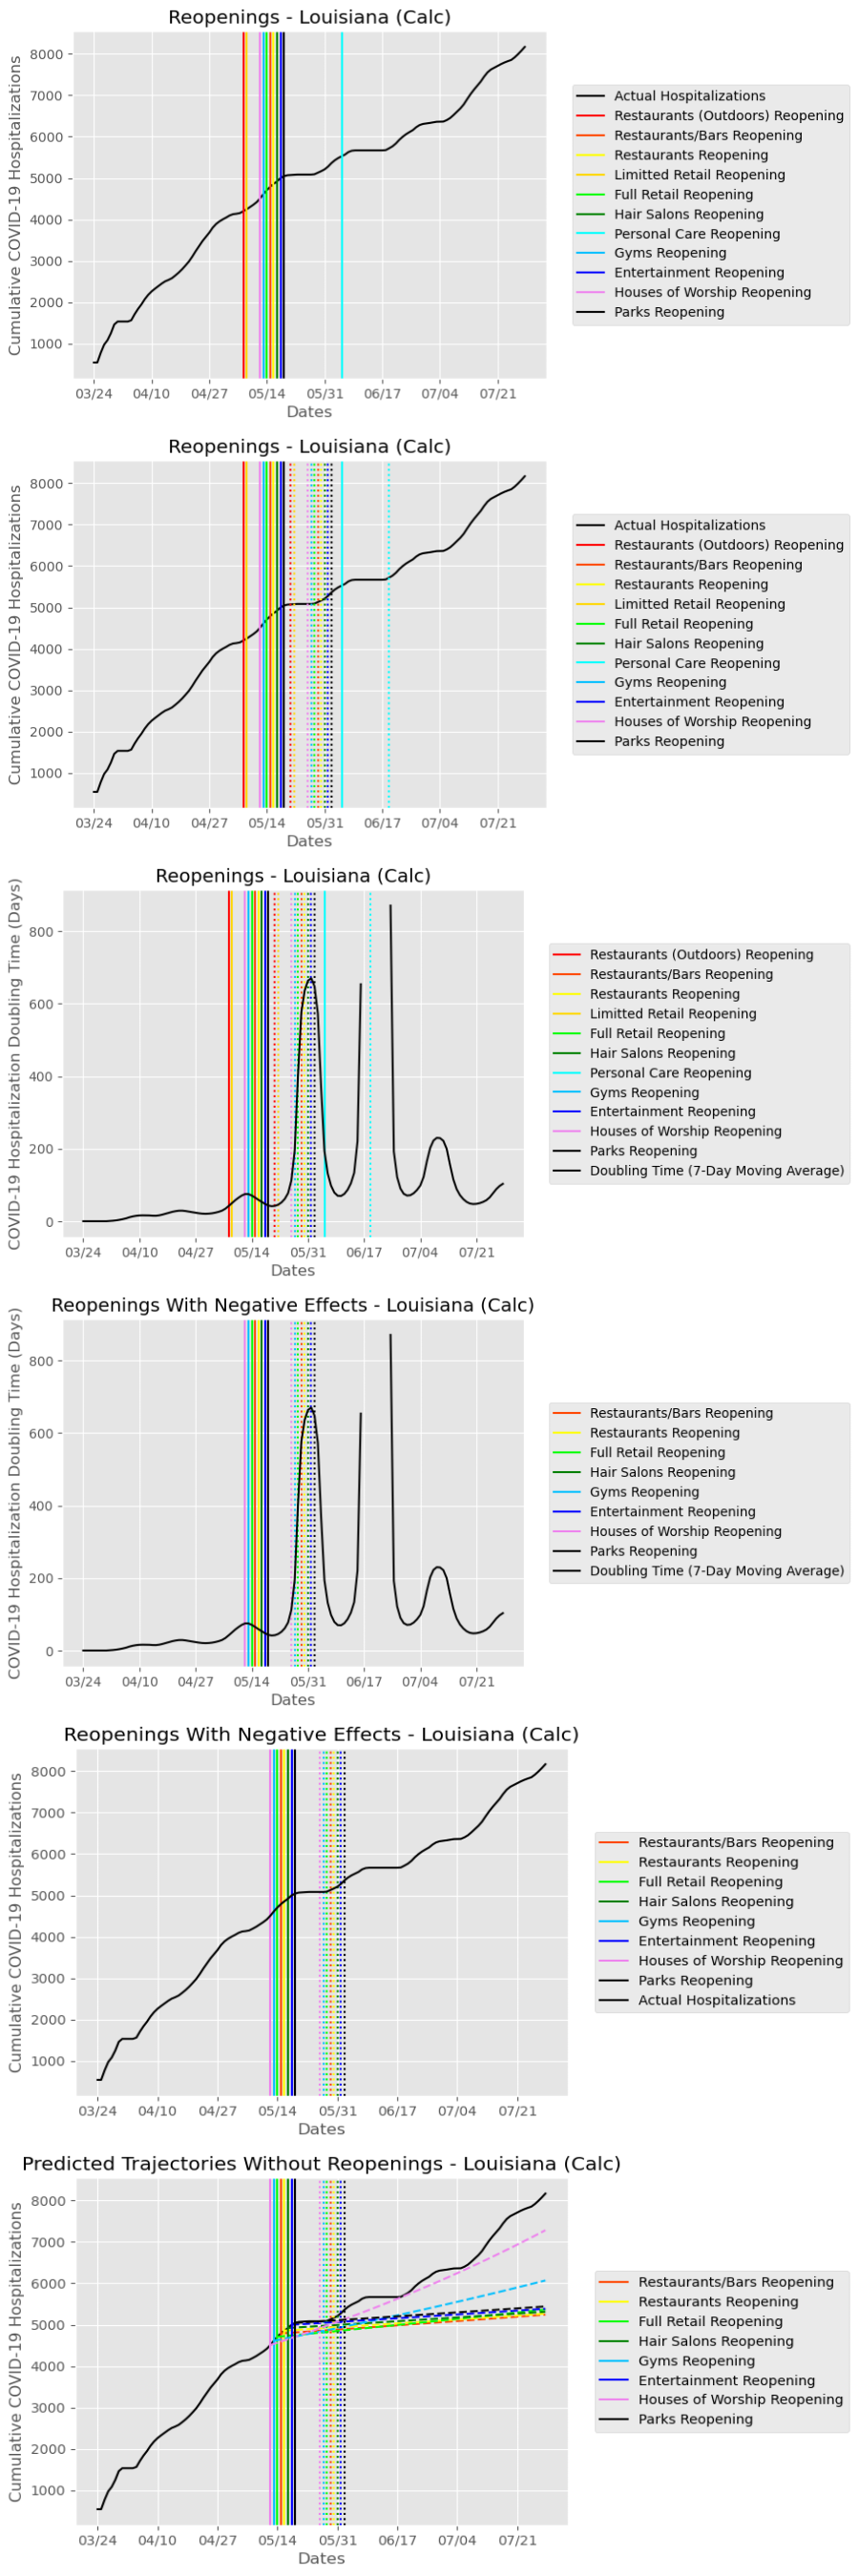 Reopenings - Louisiana (Calc)
Cumulative COVID-19 Hospitalizations
8000
7000
6000
5000
4000
3000
2000
1000
03/24 04/10 04/27 05/14 05/31 06/17 07/04 07/21
Dates
Actual Hospitalizations
Restaurants (Outdoors) Reopening
Restaurants/Bars Reopening
Restaurants Reopening
Limitted Retail Reopening
Full Retail Reopening
Hair Salons Reopening
Personal Care Reopening
Gyms Reopening
Entertainment Reopening
Houses of Worship Reopening
Parks Reopening
Reopenings - Louisiana (Calc)
Cumulative COVID-19 Hospitalizations
8000
7000
6000
5000
4000
3000
2000
1000
03/24 04/10 04/27 05/14 05/31 06/17 07/04 07/21
Dates
Actual Hospitalizations
Restaurants (Outdoors) Reopening
Restaurants/Bars Reopening
Restaurants Reopening
Limitted Retail Reopening
Full Retail Reopening
Hair Salons Reopening
Personal Care Reopening
Gyms Reopening
Entertainment Reopening
Houses of Worship Reopening
Parks Reopening
Reopenings - Louisiana (Calc)
COVID-19 Hospitalization Doubling Time (Days)
800
600
400
200
0
03/24 04/10 04/27 05/14 05/31 06/17 07/04 07/21
Dates
Restaurants (Outdoors) Reopening
Restaurants/Bars Reopening
Restaurants Reopening
Limitted Retail Reopening
Full Retail Reopening
Hair Salons Reopening
Personal Care Reopening
Gyms Reopening
Entertainment Reopening
Houses of Worship Reopening
Parks Reopening
Doubling Time (7-Day Moving Average)
Reopenings With Negative Effects - Louisiana (Calc)
COVID-19 Hospitalization Doubling Time (Days)
800
600
400
200
0
03/24 04/10 04/27 05/14 05/31 06/17 07/04 07/21
Dates
Restaurants/Bars Reopening
Restaurants Reopening
Full Retail Reopening
Hair Salons Reopening
Gyms Reopening
Entertainment Reopening
Houses of Worship Reopening
Parks Reopening
Doubling Time (7-Day Moving Average)
Reopenings With Negative Effects - Louisiana (Calc)
Cumulative COVID-19 Hospitalizations
8000
7000
6000
5000
4000
3000
2000
1000
03/24 04/10 04/27 05/14 05/31 06/17 07/04 07/21
Dates
Restaurants/Bars Reopening
Restaurants Reopening
Full Retail Reopening
Hair Salons Reopening
Gyms Reopening
Entertainment Reopening
Houses of Worship Reopening
Parks Reopening
Actual Hospitalizations
Predicted Trajectories Without Reopenings - Louisiana (Calc)
Cumulative COVID-19 Hospitalizations
8000
7000
6000
5000
4000
3000
2000
1000
03/24 04/10 04/27 05/14 05/31 06/17 07/04 07/21
Dates
Restaurants/Bars Reopening
Restaurants Reopening
Full Retail Reopening
Hair Salons Reopening
Gyms Reopening
Entertainment Reopening
Houses of Worship Reopening
Parks Reopening